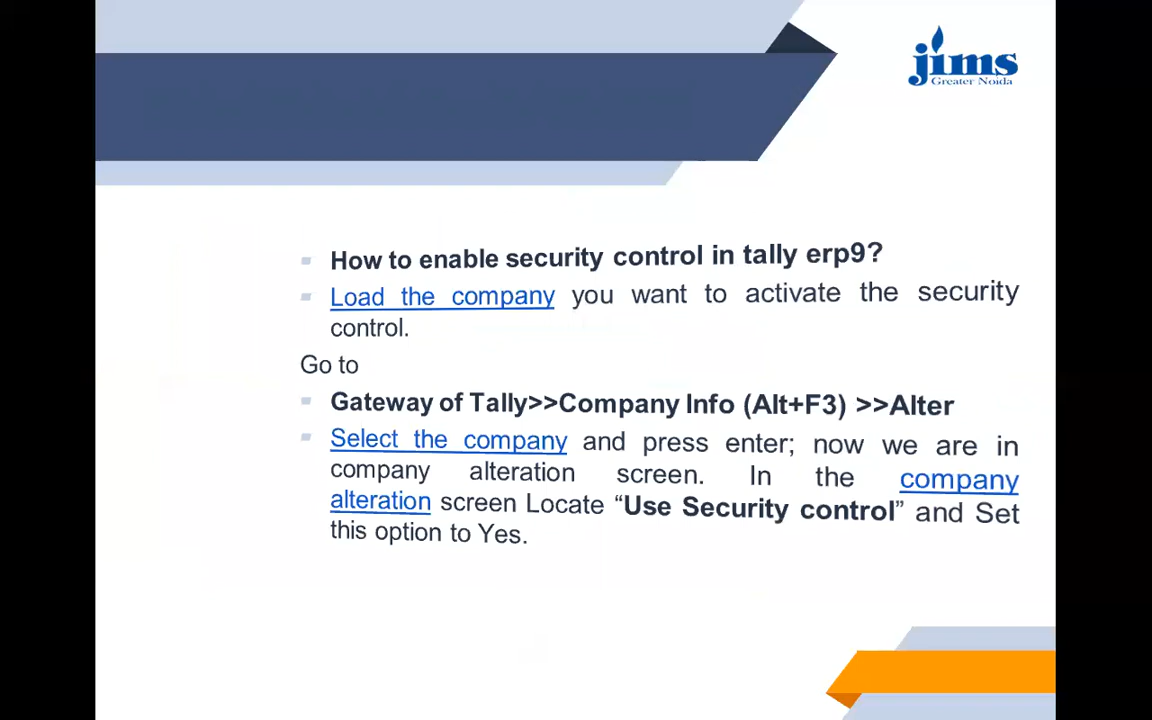 jims
Greater Noida
How to enable security control in tally erp9?
Load the company you want to activate the security
control.
Go to
Gateway of Tally>>Company Info (Alt+F3) >>Alter
Select the company and press enter; now we are in
company alteration screen. In the company
alteration screen Locate “Use Security control” and Set
this option to Yes.